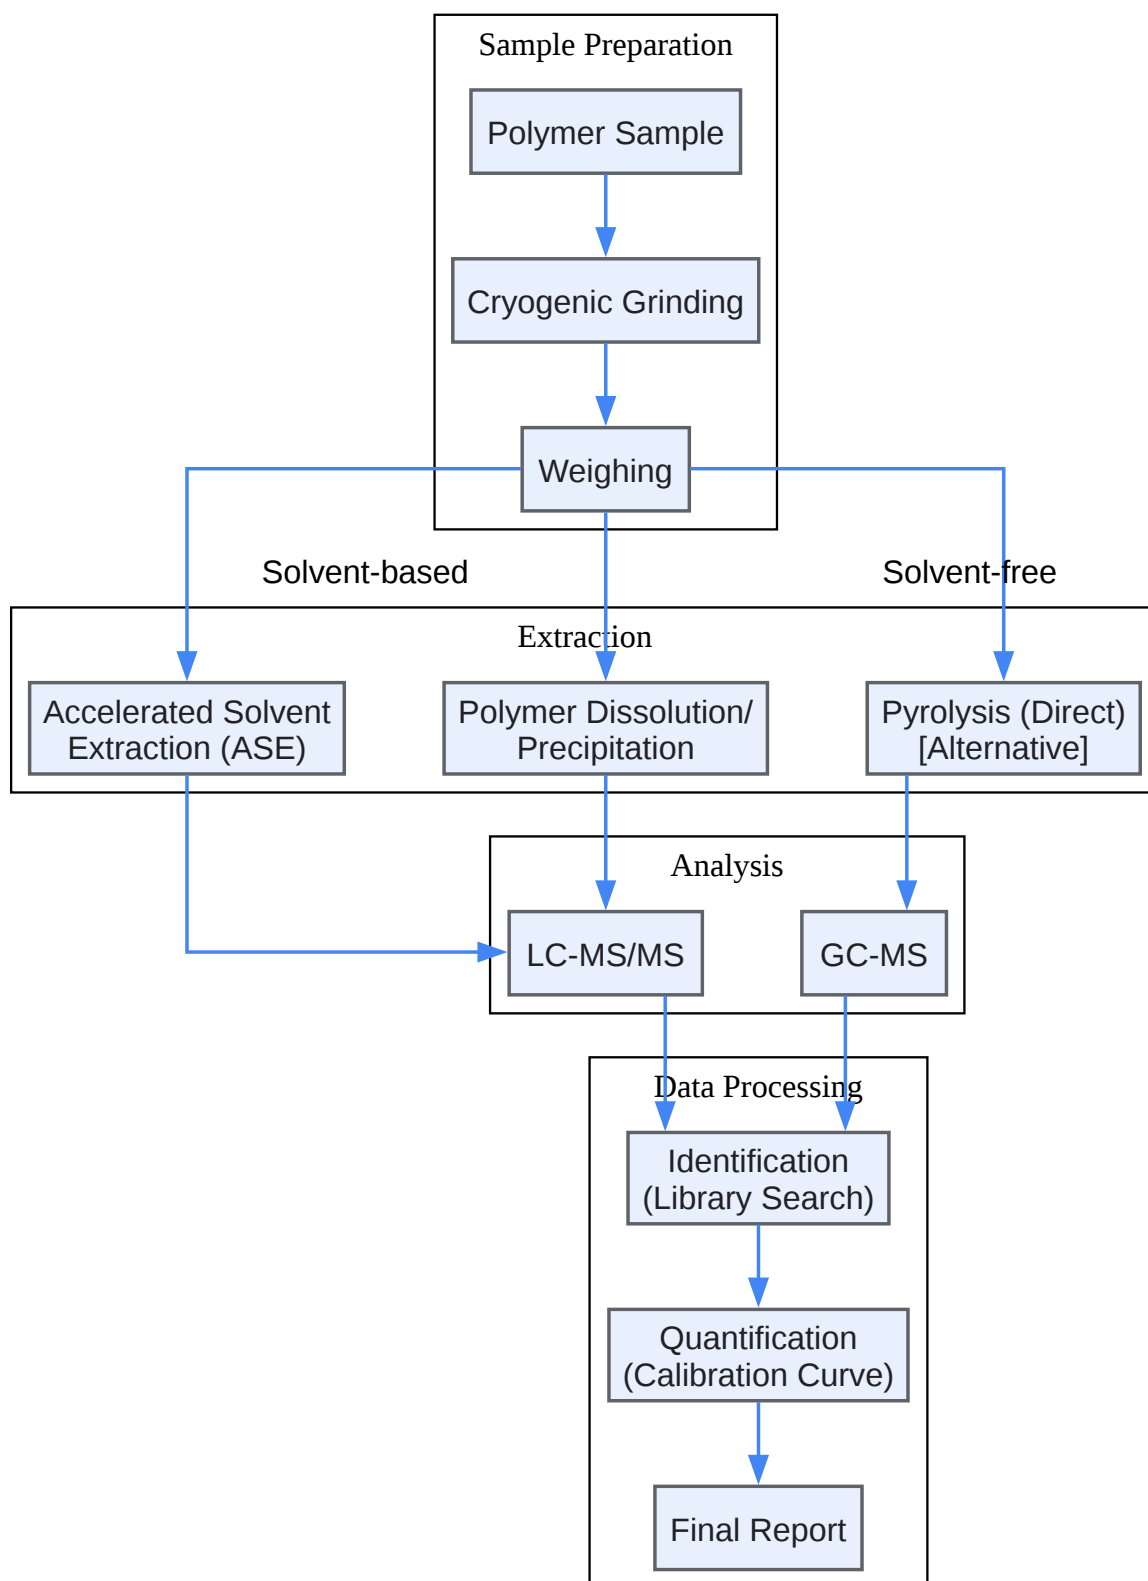 Sample Preparation
Polymer Sample
Cryogenic Grinding
Weighing
Solvent-based
Solvent-free
Extraction
Accelerated Solvent
Extraction (ASE)
Polymer Dissolution/
Precipitation
Pyrolysis (Direct)
[Alternative]
Analysis
LC-MS/MS
GC-MS
Data Processing
Identification
(Library Search)
Quantification
(Calibration Curve)
Final Report